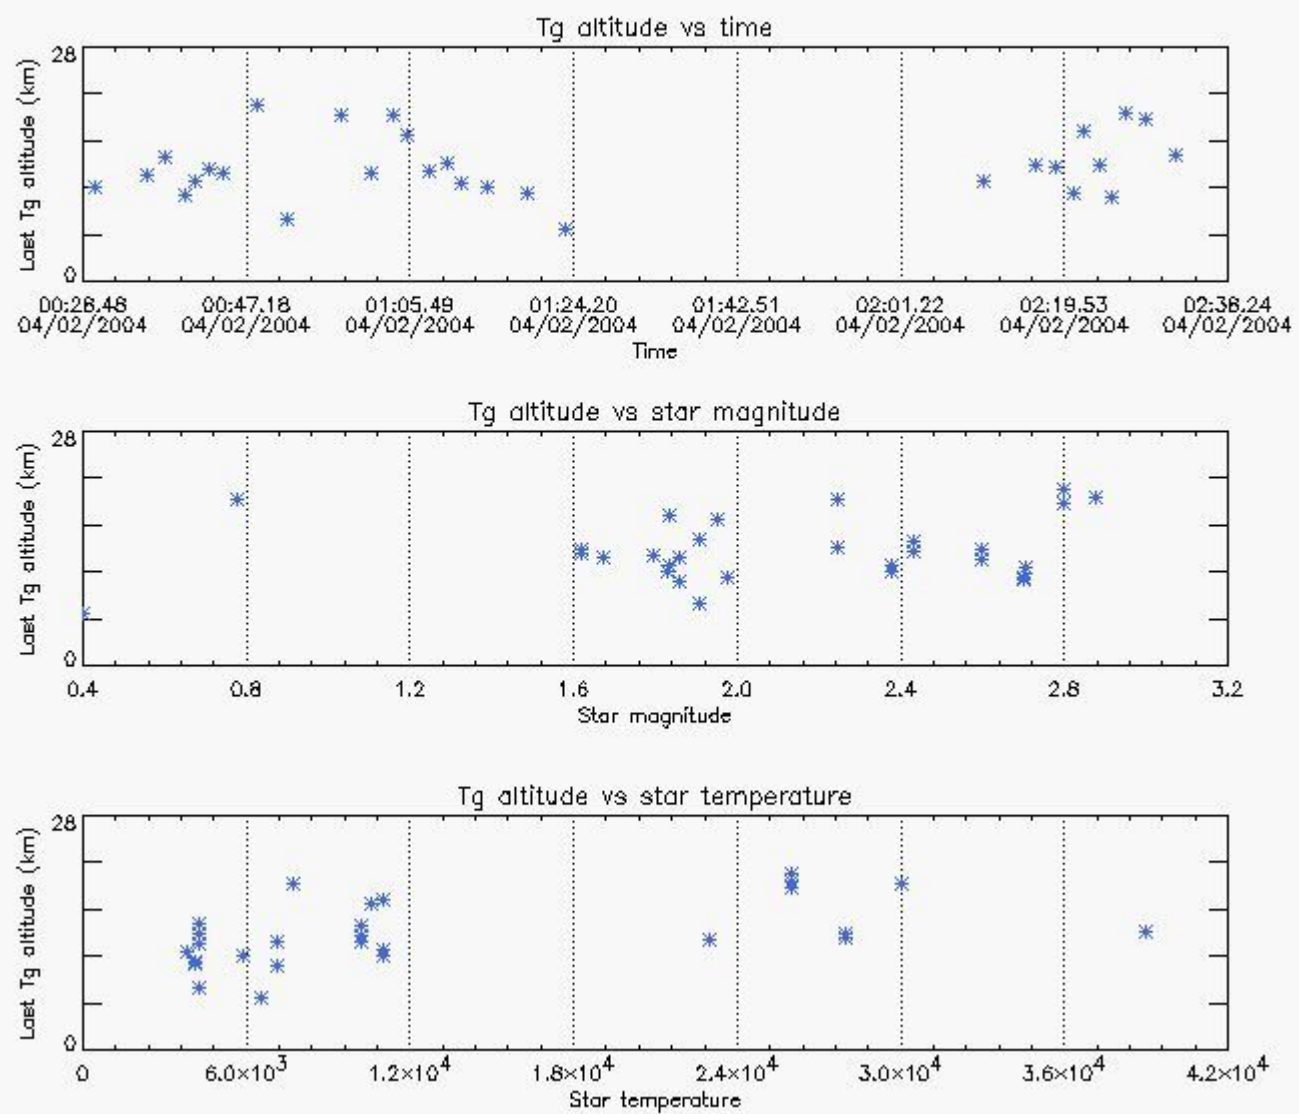 Tg altitude vs time
Last Tg altitude (km)
28
0
00:26.48 00:47.18 01:05.49 01:24.20 01:42.51 02:01.22 02:19.53 02:36.24
04/02/2004 04/02/2004 04/02/2004 04/02/2004 04/02/2004 04/02/2004 04/02/2004 04/02/2004
Time
Tg altitude vs star magnitude
Last Tg altitude (km)
28
0
0.4 0.8 1.2 1.6 2.0 2.4 2.8 3.2
Star magnitude
Tg altitude vs star temperature
Last Tg altitude (km)
28
0
0 6.0×10³ 1.2×10⁴ 1.8×10⁴ 2.4×10⁴ 3.0×10⁴ 3.6×10⁴ 4.2×10⁴
Star temperature